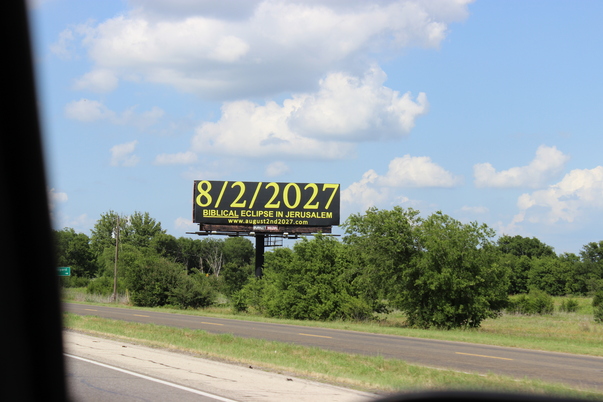 8/2/2027
BIBLICAL ECLIPSE IN JERUSALEM
www.august2nd2027.com